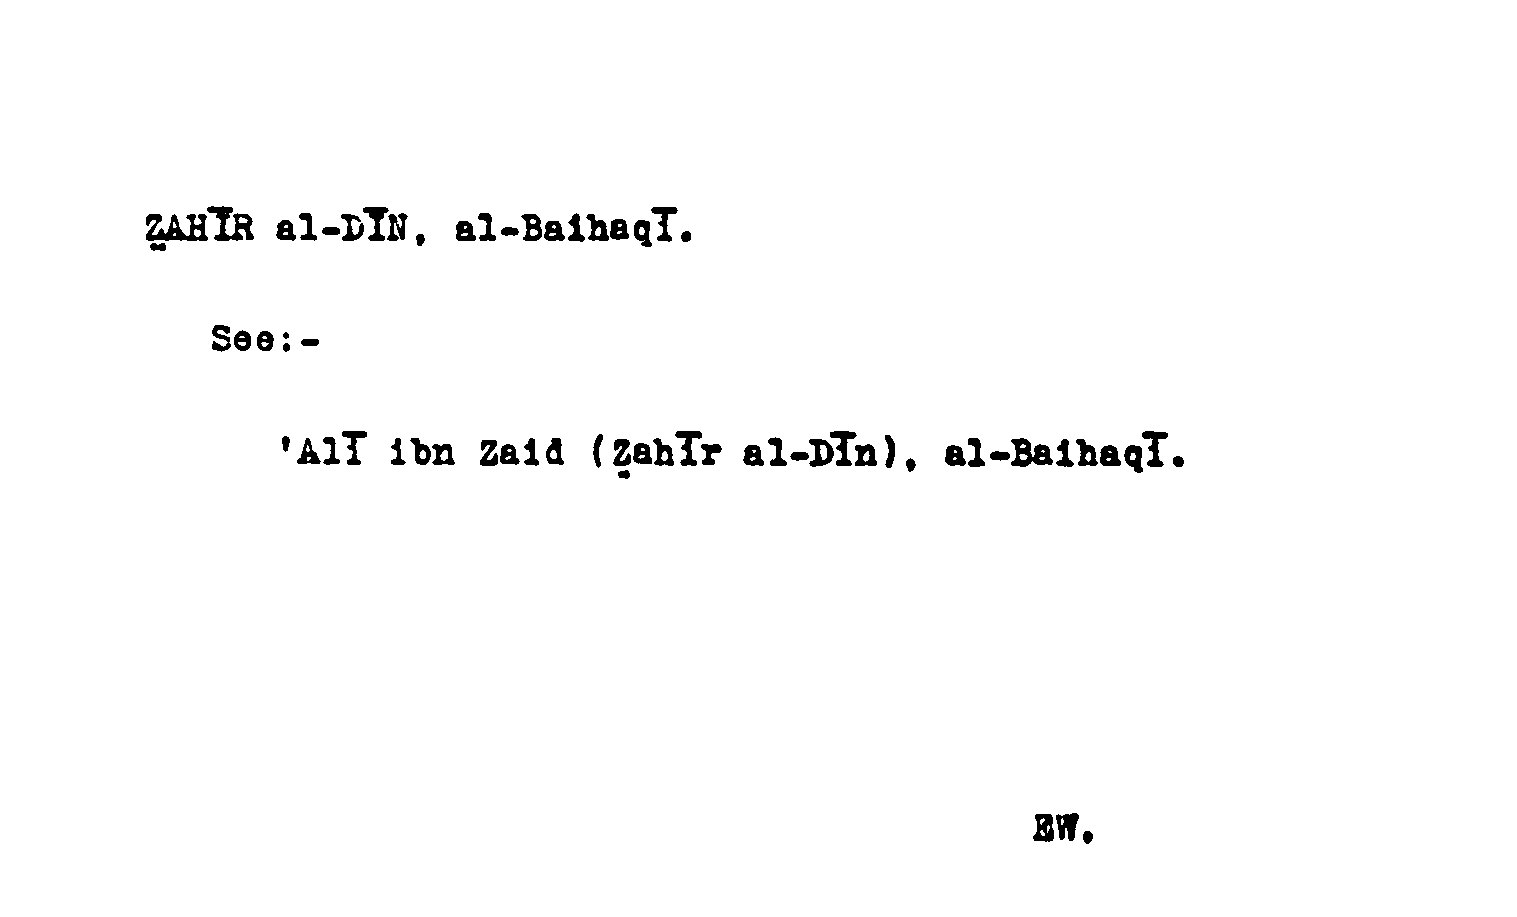 Z̤AHĪR al-DĪN, al-Baihaqī.
See:-
'Alī ibn Zaid (Z̤ahīr al-Dīn), al-Baihaqī.
EW.